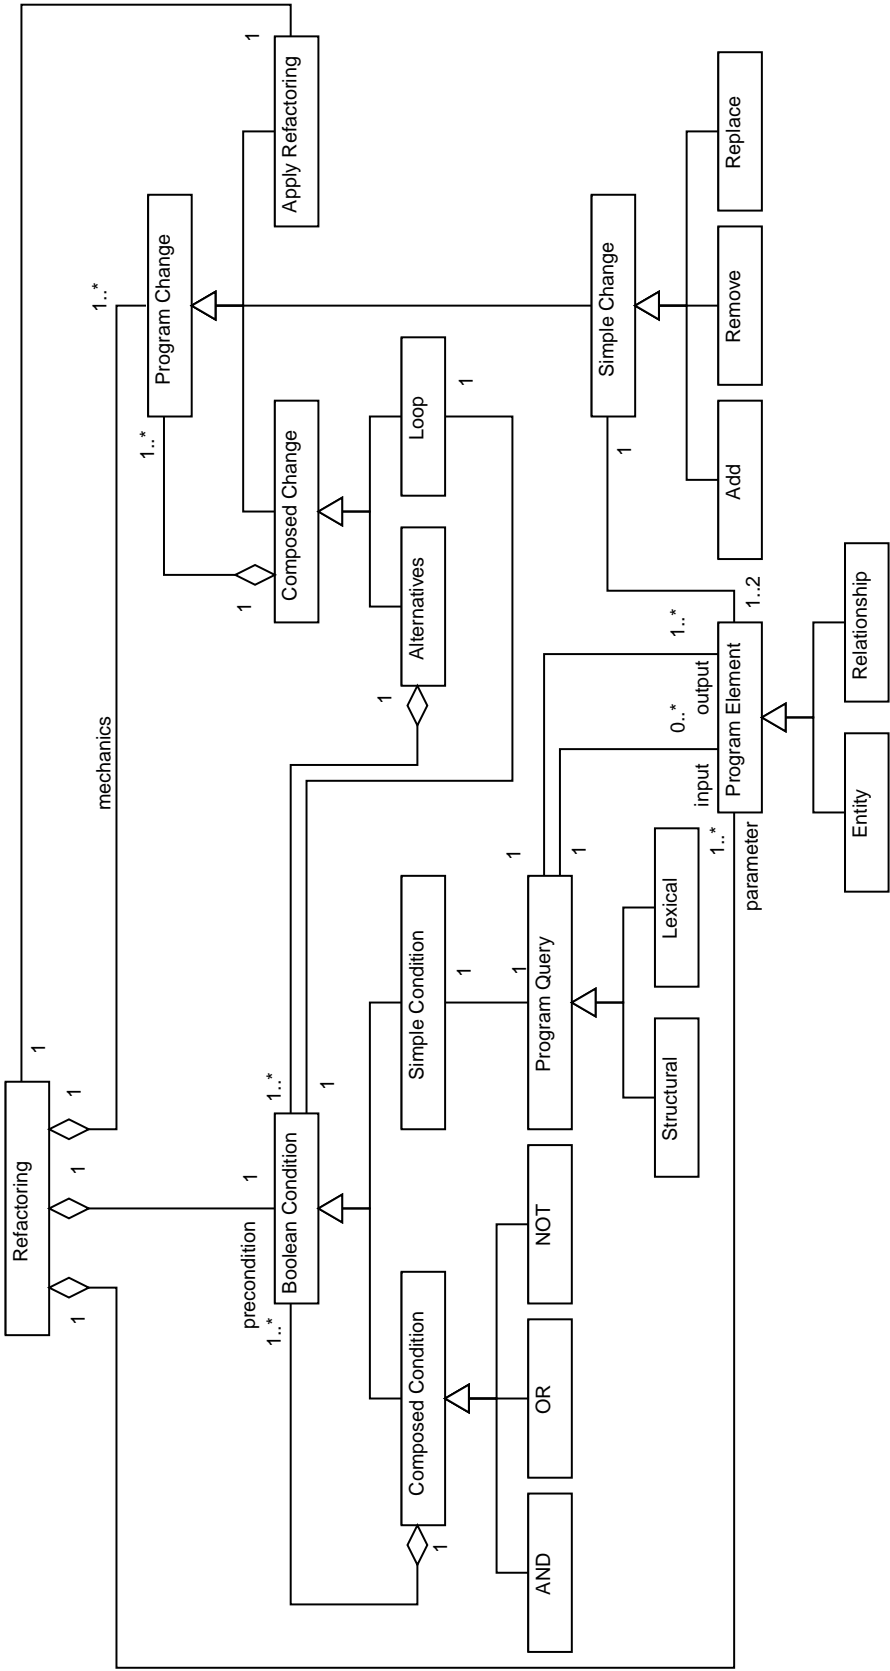 Refactoring
1
1
1
1
mechanics
1..*
1..*
Program Change
precondition
1
1
1
1..*
1..*
Boolean Condition
Composed Change
Apply Refactoring
1
1
Composed Condition
Simple Condition
Alternatives
Loop
1
1
1
1
1
AND
OR
NOT
Program Query
1
Simple Change
1
Structural
Lexical
0..*
1..*
input
output
1..*
Program Element
Add
Remove
Replace
parameter
1..2
Entity
Relationship